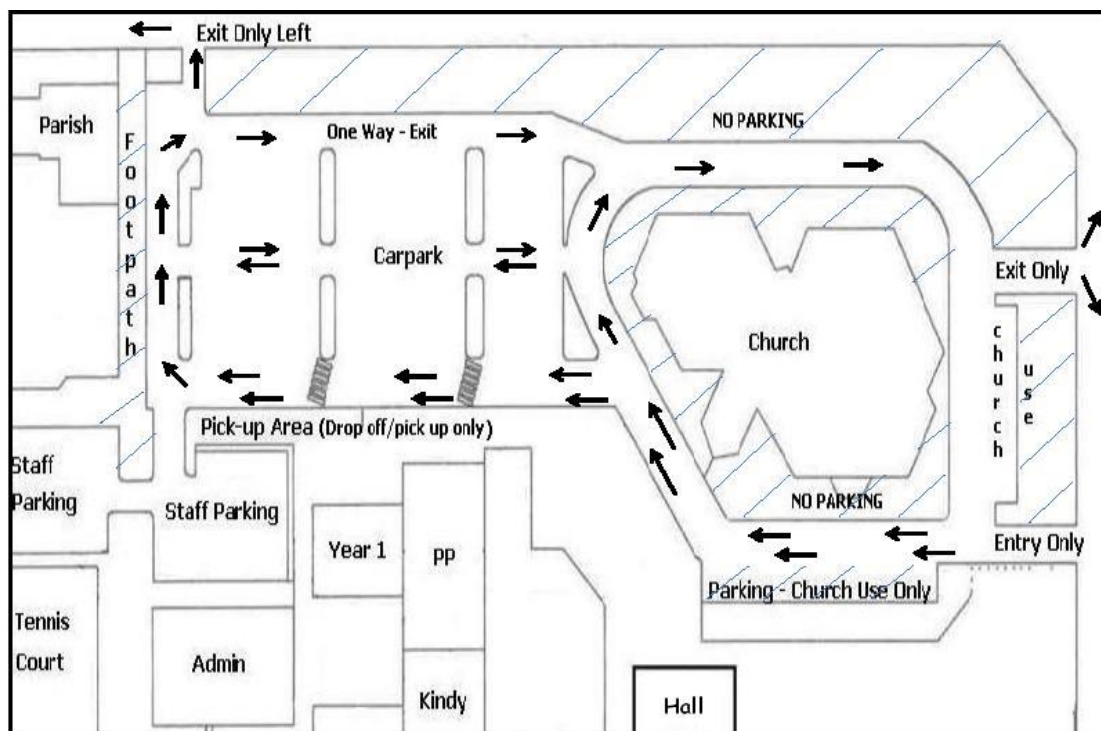 Exit Only Left
Parish
One Way - Exit
NO PARKING
Footpath
Carpark
Exit Only
Church
church
use
Pick-up Area (Drop off/pick up only)
Staff
Parking
Staff Parking
NO PARKING
Entry Only
Year 1
pp
Parking - Church Use Only
Tennis
Court
Admin
Kindy
Hall